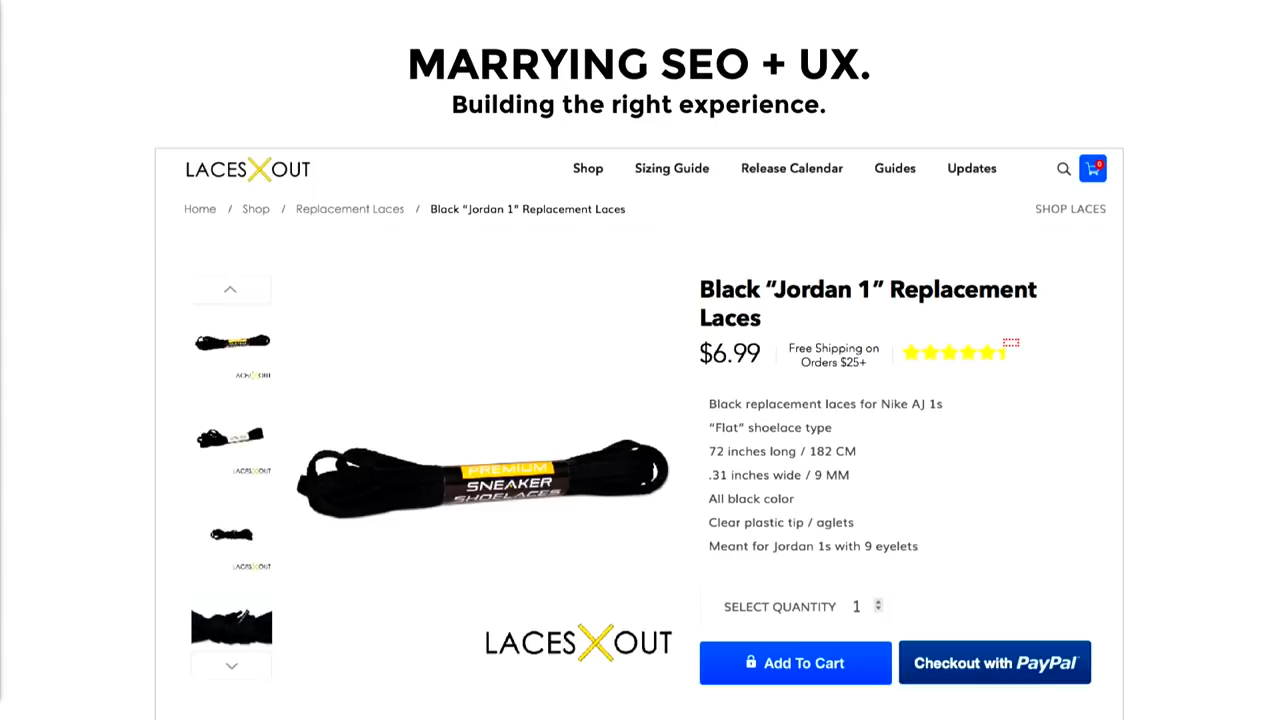 MARRYING SEO + UX.
Building the right experience.
LACES OUT
Shop
Sizing Guide
Release Calendar
Guides
Updates
0
Home / Shop / Replacement Laces / Black “Jordan 1” Replacement Laces
SHOP LACES
Black “Jordan 1” Replacement
Laces
$6.99
Free Shipping on
Orders $25+
Black replacement laces for Nike AJ 1s
“Flat” shoelace type
72 inches long / 182 CM
.31 inches wide / 9 MM
All black color
Clear plastic tip / aglets
Meant for Jordan 1s with 9 eyelets
PREMIUM
SNEAKER
SHOELACES
LACES OUT
SELECT QUANTITY 1
Add To Cart
Checkout with PayPal